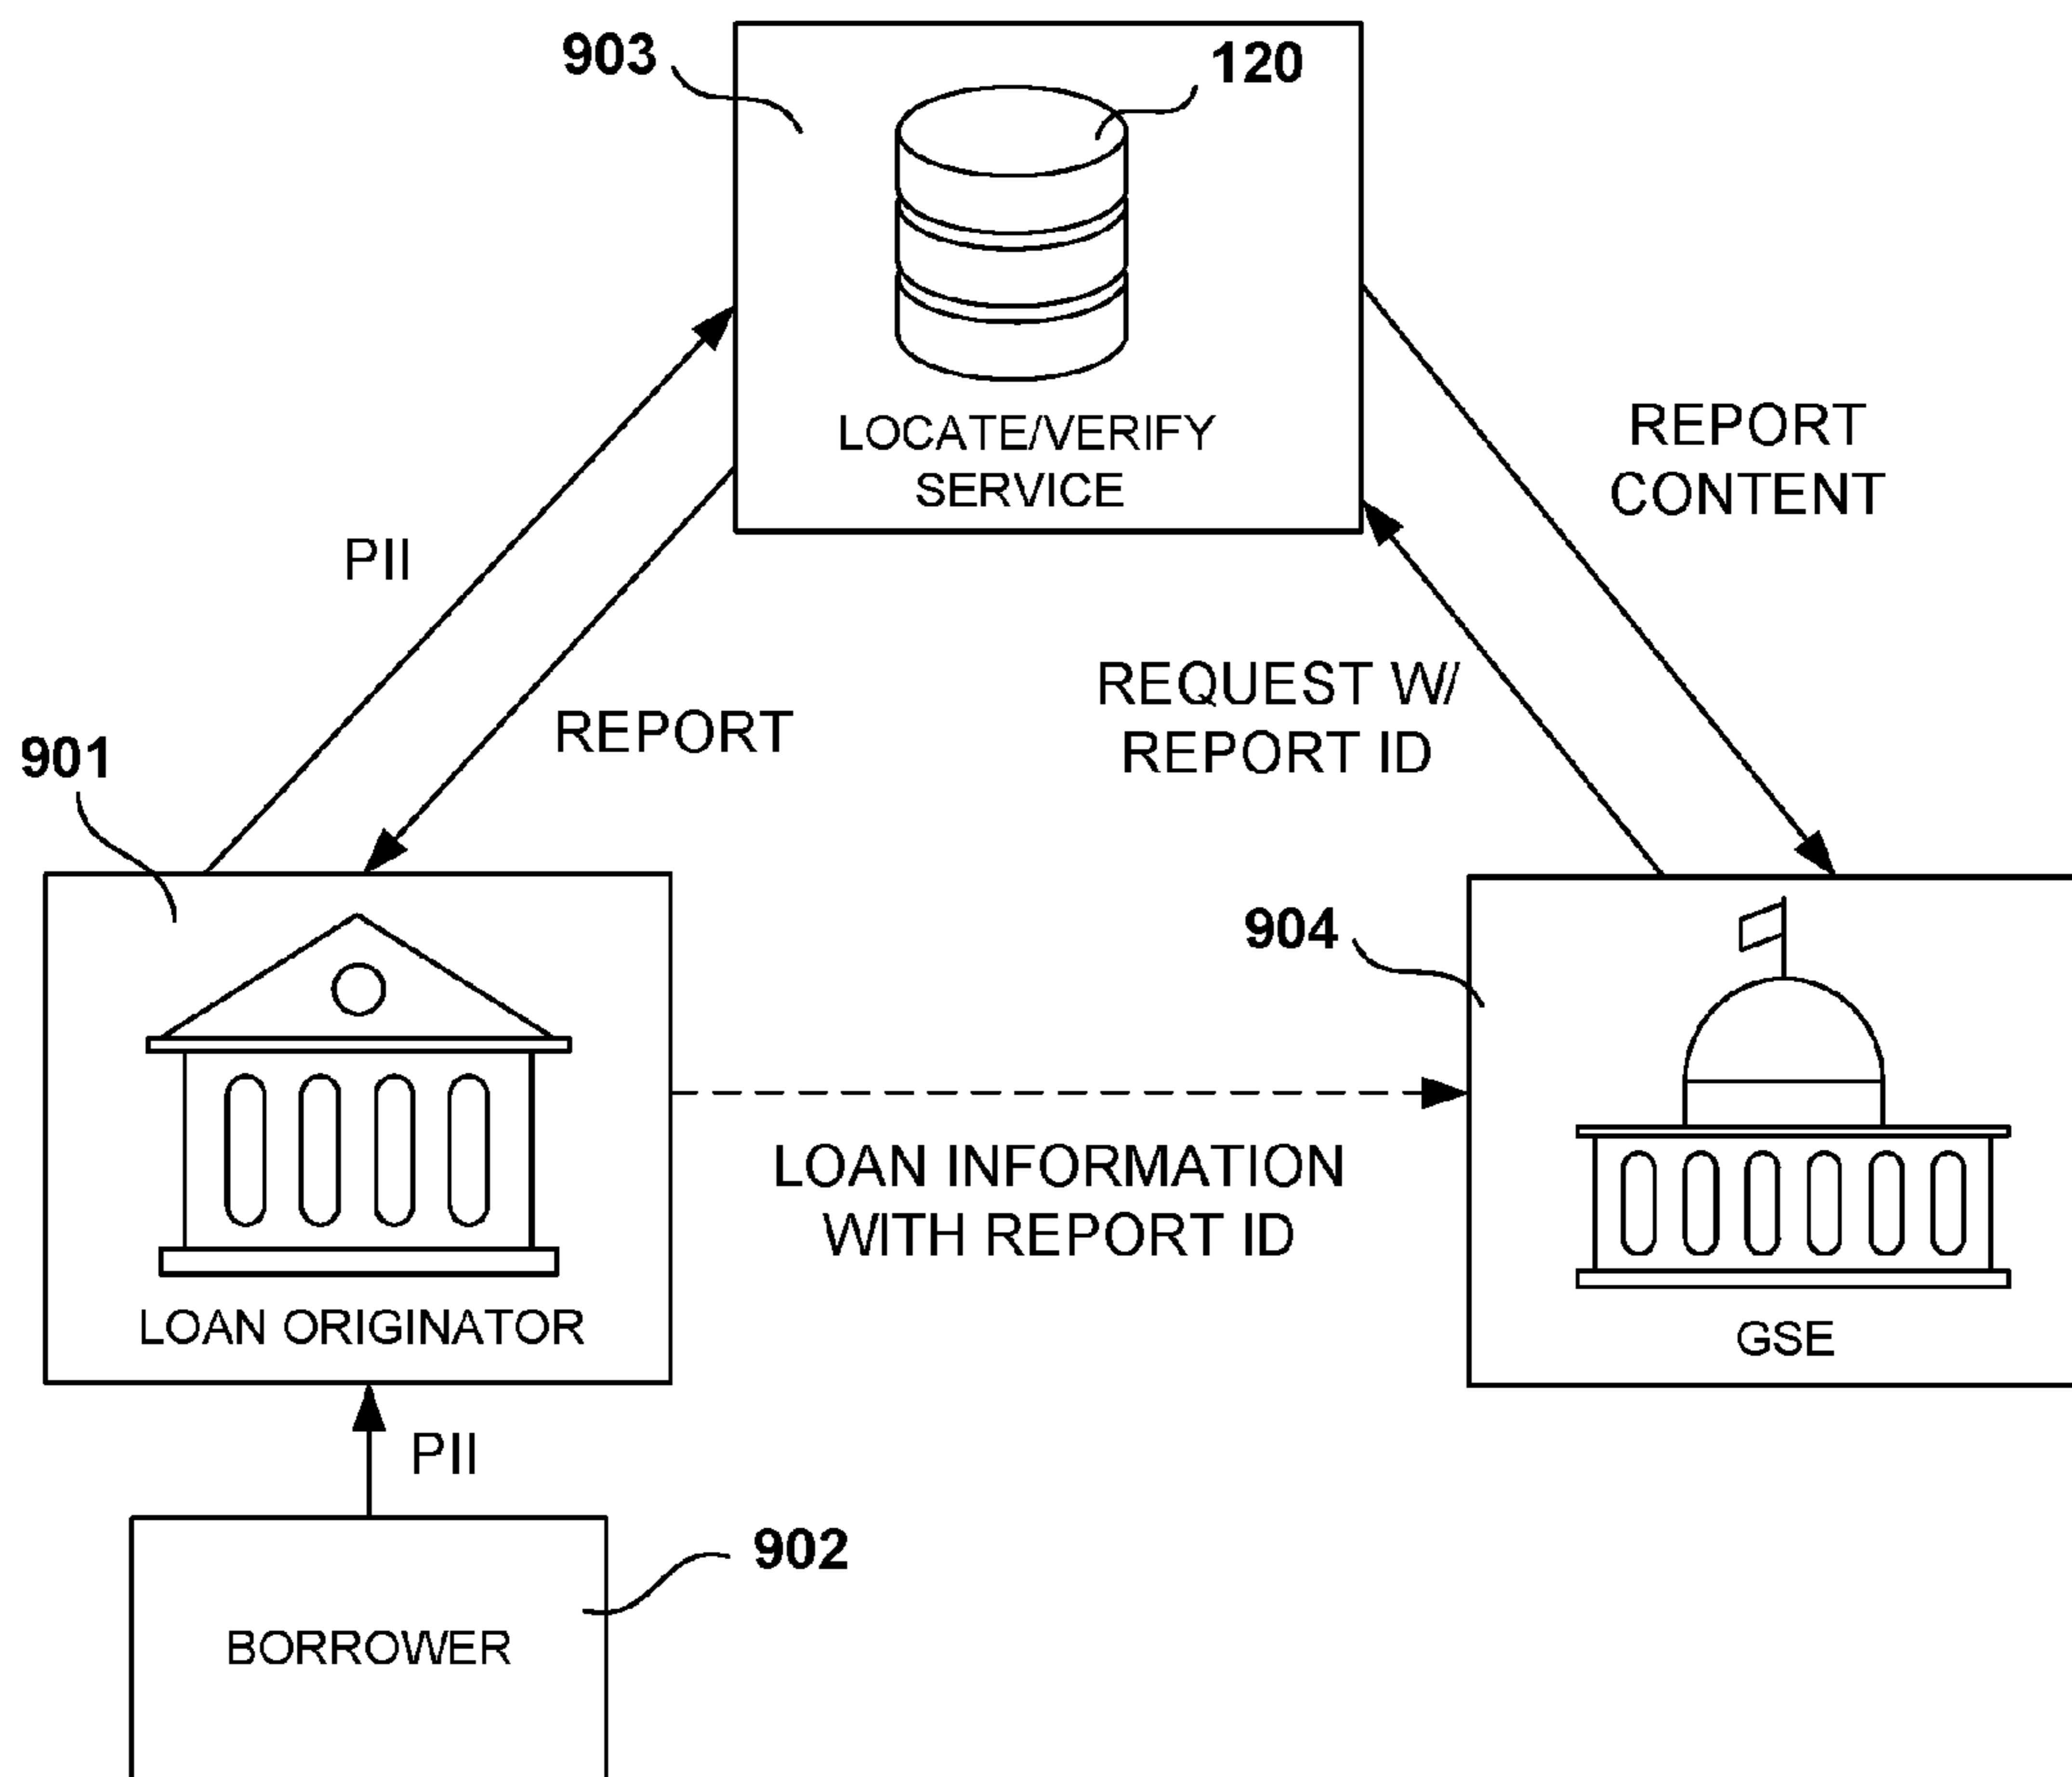 903
120
LOCATE/VERIFY
SERVICE
REPORT
CONTENT
PII
REQUEST W/
REPORT ID
REPORT
901
904
LOAN INFORMATION
WITH REPORT ID
LOAN ORIGINATOR
GSE
PII
902
BORROWER